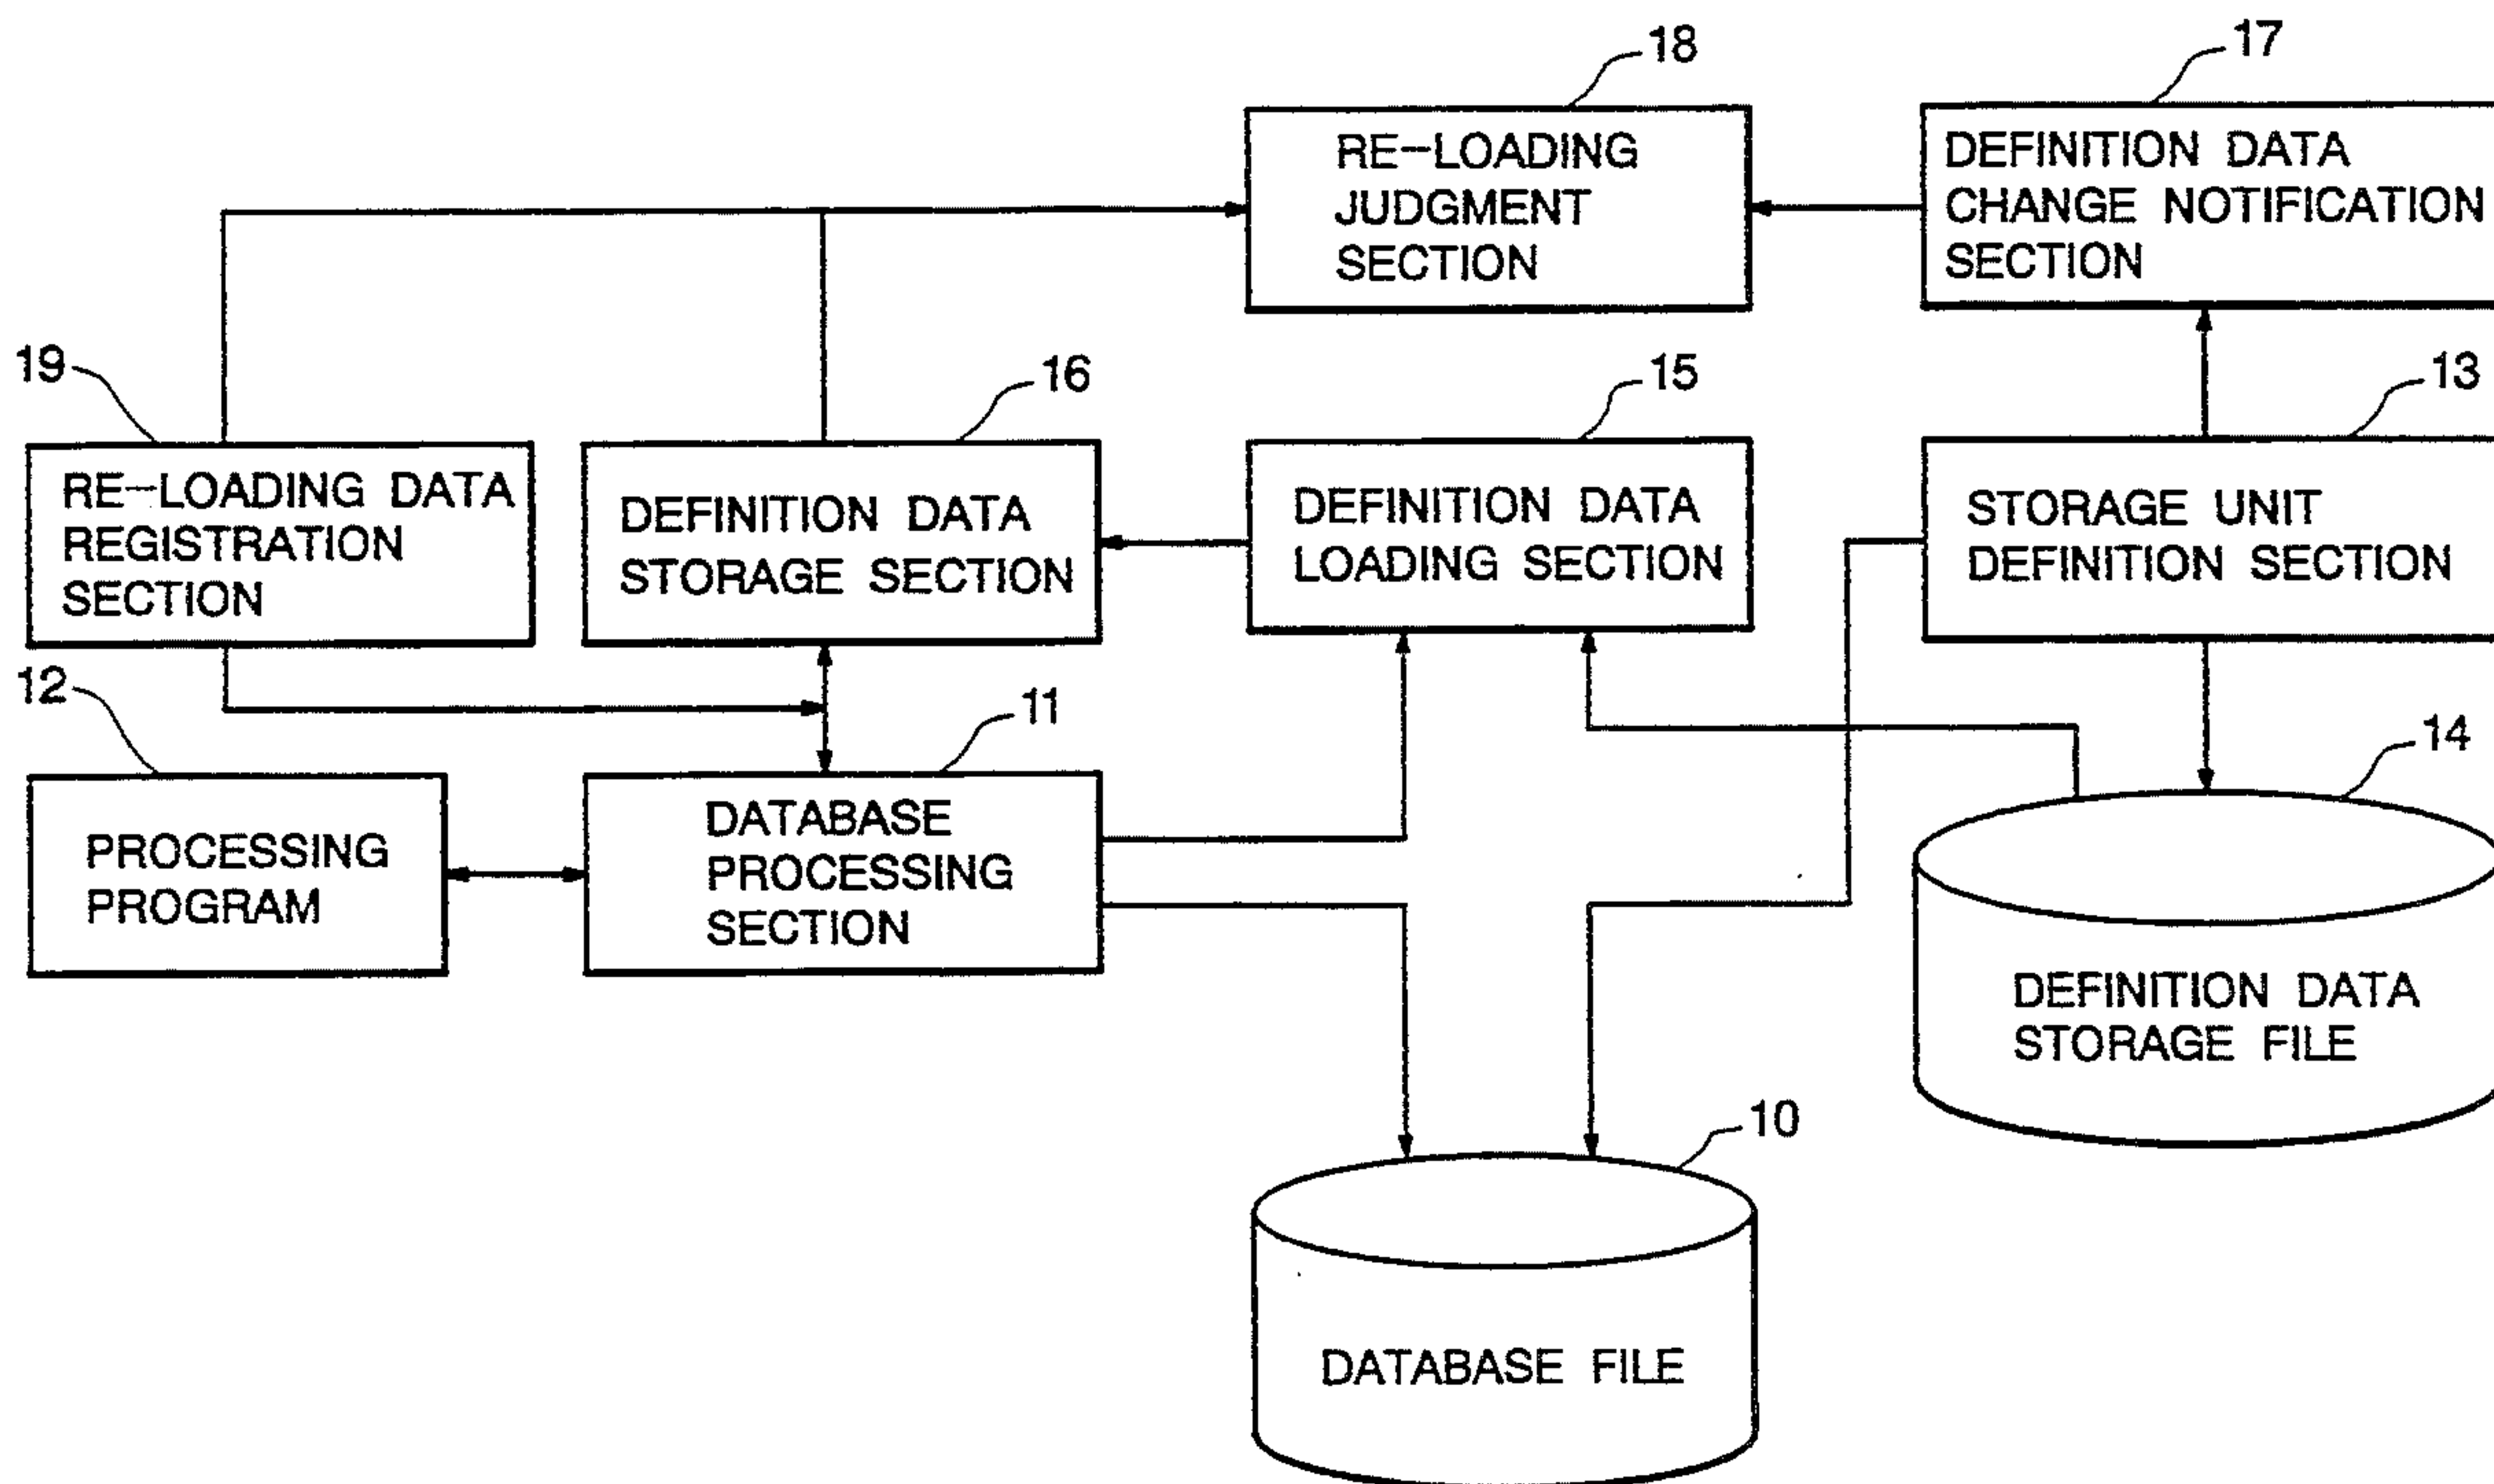 18
17
RE-LOADING
JUDGMENT
SECTION
DEFINITION DATA
CHANGE NOTIFICATION
SECTION
19
16
15
13
RE-LOADING DATA
REGISTRATION
SECTION
DEFINITION DATA
STORAGE SECTION
DEFINITION DATA
LOADING SECTION
STORAGE UNIT
DEFINITION SECTION
12
11
14
PROCESSING
PROGRAM
DATABASE
PROCESSING
SECTION
DEFINITION DATA
STORAGE FILE
10
DATABASE FILE